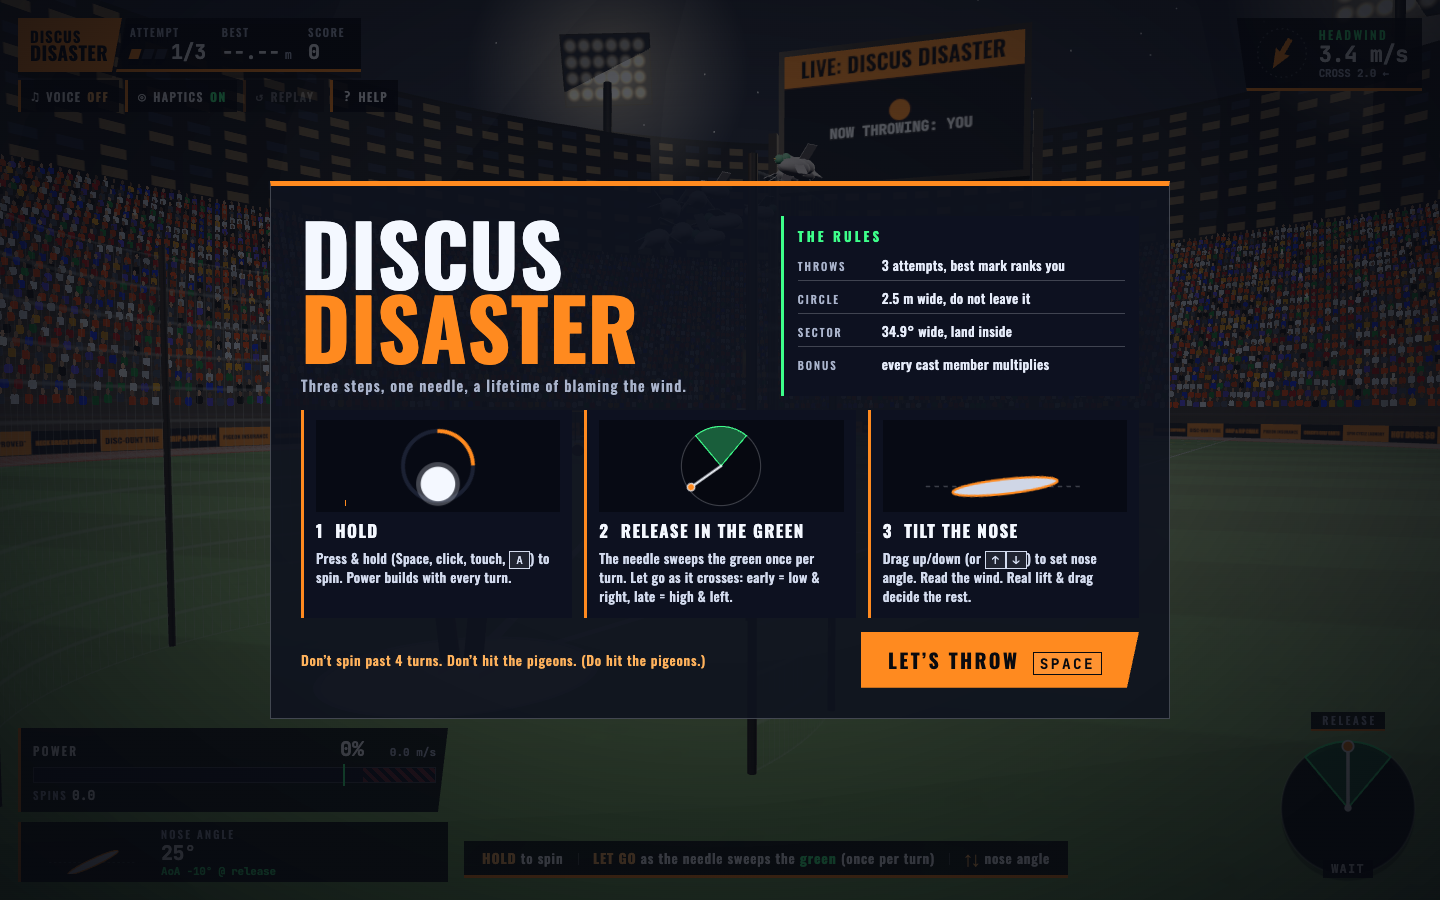 DISCUS
DISASTER
ATTEMPT
1/3
BEST
--.-- m
SCORE
0
♫ VOICE OFF
◎ HAPTICS ON
↺ REPLAY
? HELP
LIVE: DISCUS DISASTER
NOW THROWING: YOU
HEADWIND
3.4 m/s
CROSS 2.0 ←
DISCUS
DISASTER
Three steps, one needle, a lifetime of blaming the wind.
THE RULES
THROWS 3 attempts, best mark ranks you
CIRCLE 2.5 m wide, do not leave it
SECTOR 34.9° wide, land inside
BONUS every cast member multiplies
1 HOLD
Press & hold (Space, click, touch, A) to
spin. Power builds with every turn.
2 RELEASE IN THE GREEN
The needle sweeps the green once per
turn. Let go as it crosses: early = low &
right, late = high & left.
3 TILT THE NOSE
Drag up/down (or ↑ ↓) to set nose
angle. Read the wind. Real lift & drag
decide the rest.
Don't spin past 4 turns. Don't hit the pigeons. (Do hit the pigeons.)
LET'S THROW SPACE
POWER 0% 0.0 m/s
SPINS 0.0
NOSE ANGLE
25°
AoA -10° @ release
HOLD to spin
LET GO as the needle sweeps the green (once per turn)
↑↓ nose angle
RELEASE
WAIT